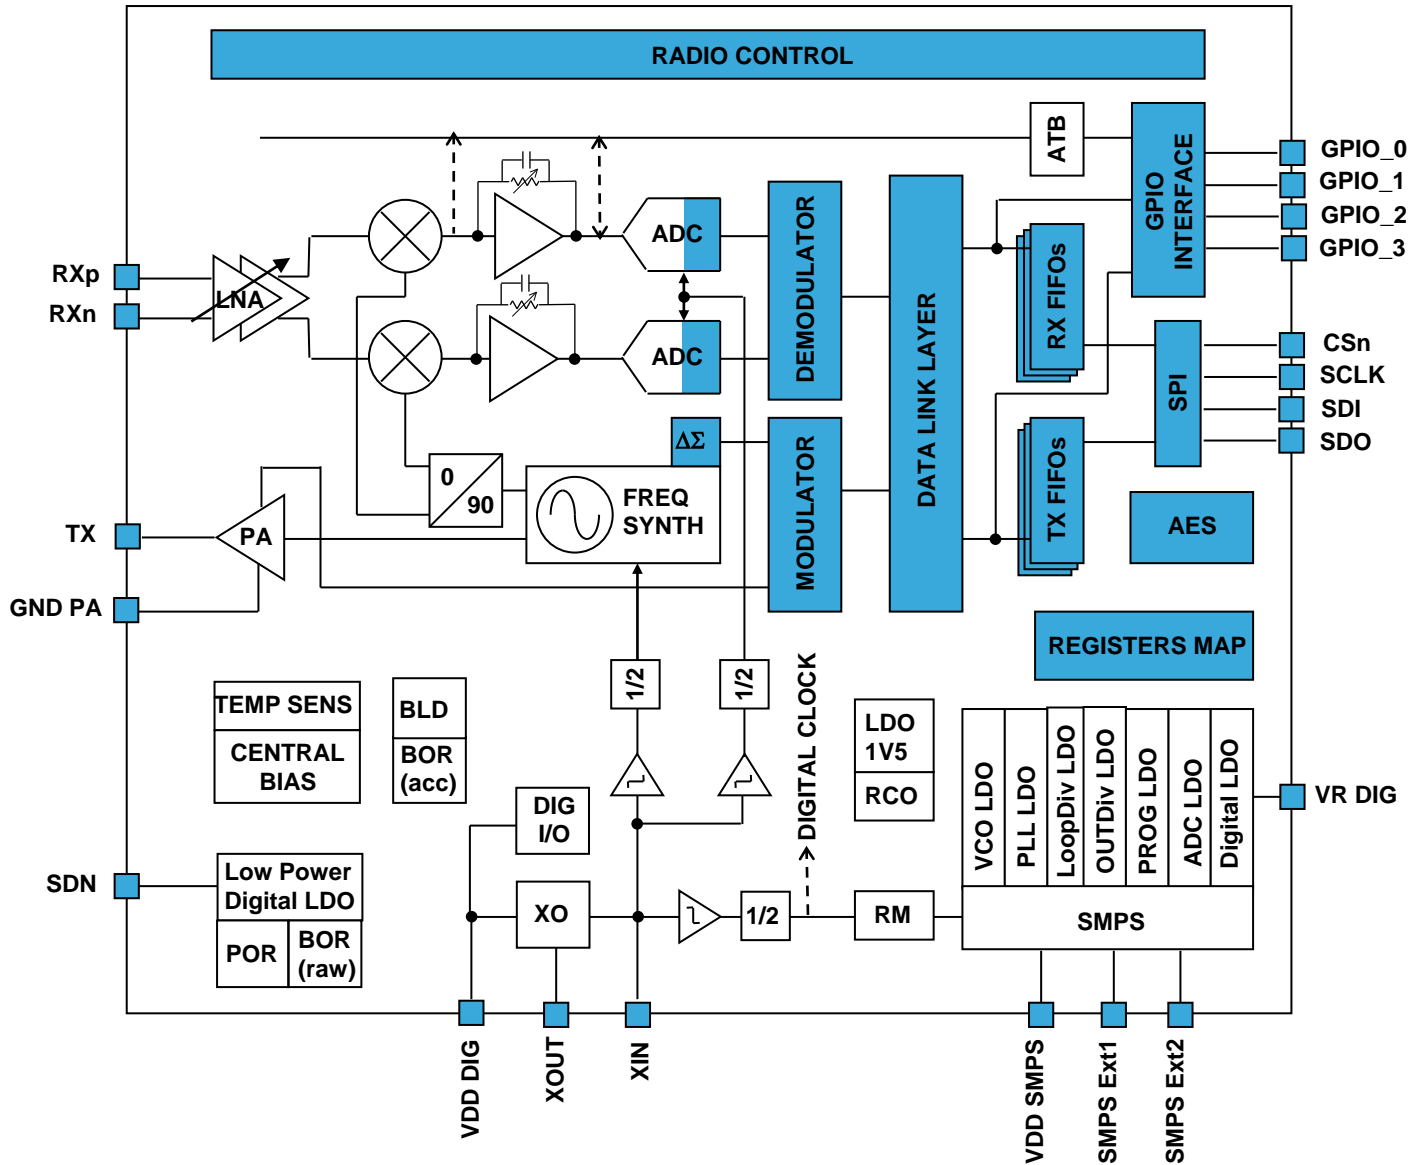 RADIO CONTROL
ATB
GPIO
INTERFACE
GPIO_0
GPIO_1
GPIO_2
GPIO_3
RXp
RXn
LNA
ADC
ADC
DEMODULATOR
DATA LINK LAYER
RX FIFOs
SPI
CSn
SCLK
SDI
SDO
ΔΣ
0
90
FREQ
SYNTH
MODULATOR
TX FIFOs
AES
TX
PA
GND PA
REGISTERS MAP
1/2
1/2
DIGITAL CLOCK
TEMP SENS
CENTRAL
BIAS
BLD
BOR
(acc)
LDO
1V5
RCO
VCO LDO
PLL LDO
LoopDiv LDO
OUTDiv LDO
PROG LDO
ADC LDO
Digital LDO
VR DIG
DIG
I/O
SDN
Low Power
Digital LDO
POR
BOR
(raw)
XO
1/2
RM
SMPS
VDD DIG
XOUT
XIN
VDD SMPS
SMPS Ext1
SMPS Ext2